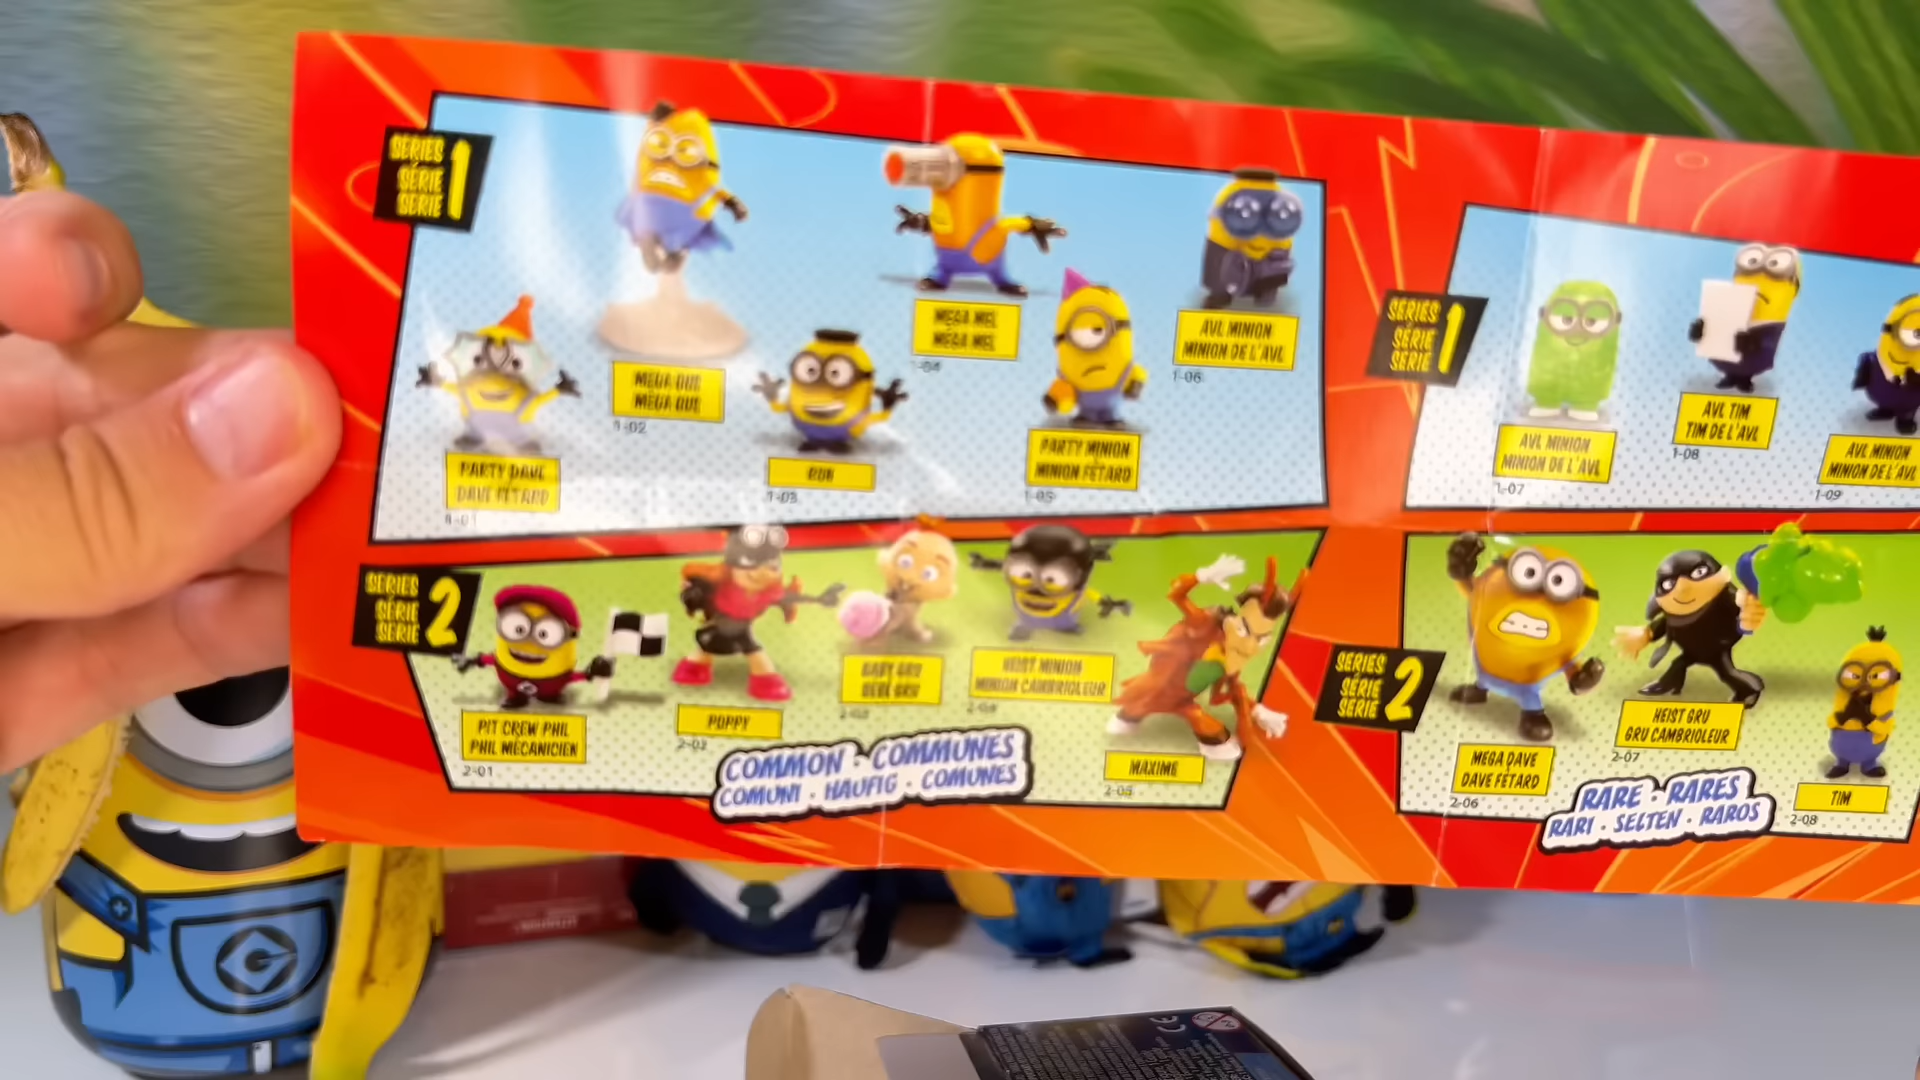 SERIES
SÉRIE
SERIE
1
PARTY DAVE
DAVE FÊTARD
1-01
MEGA GUS
MEGA GUS
1-02
ROB
1-03
MEGA MEL
MEGA MEL
1-04
PARTY MINION
MINION FÊTARD
1-05
AVL MINION
MINION DE L'AVL
1-06
SERIES
SÉRIE
SERIE
2
PIT CREW PHIL
PHIL MÉCANICIEN
2-01
POPPY
2-02
BABY GRU
BÉBÉ GRU
2-03
HEIST MINION
MINION CAMBRIOLEUR
2-04
MAXIME
2-05
COMMON · COMMUNES
COMUNI · HAUFIG · COMUNES
SERIES
SÉRIE
SERIE
1
AVL MINION
MINION DE L'AVL
1-07
AVL TIM
TIM DE L'AVL
1-08
AVL MINION
MINION DE L'AVL
1-09
SERIES
SÉRIE
SERIE
2
MEGA DAVE
DAVE FÊTARD
2-06
HEIST GRU
GRU CAMBRIOLEUR
2-07
TIM
2-08
RARE · RARES
RARI · SELTEN · RAROS
CE